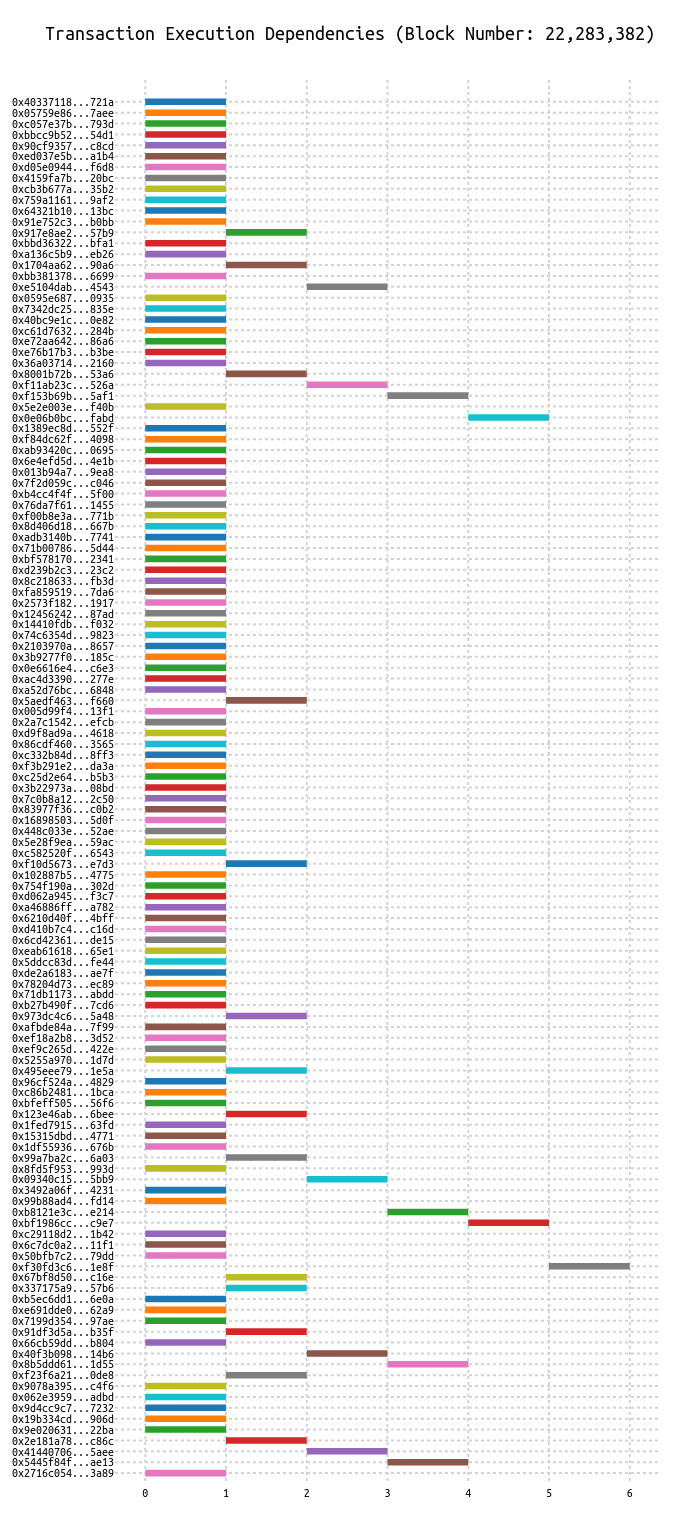 Transaction Execution Dependencies (Block Number: 22,283,382)
0x40337118...721a
0x05759e86...7aee
0xc057e37b...793d
0xbbcc9b52...54d1
0x90cf9357...c8cd
0xed037e5b...a1b4
0xd05e0944...f6d8
0x4159fa7b...20bc
0xcb3b677a...35b2
0x759a1161...9af2
0x64321b10...13bc
0x91e752c3...b0bb
0x917e8ae2...57b9
0xbbd36322...bfa1
0xa136c5b9...eb26
0x1704aa62...90a6
0xbb381378...6699
0xe5104dab...4543
0x0595e687...0935
0x7342dc25...835e
0x40bc9e1c...0e82
0xc61d7632...284b
0xe72aa642...86a6
0xe76b17b3...b3be
0x36a03714...2160
0x8001b72b...53a6
0xf11ab23c...526a
0xf153b69b...5af1
0x5e2e003e...f40b
0x0e06b0bc...fabd
0x1389ec8d...552f
0xf84dc62f...4098
0xab93420c...0695
0x6e4efd5d...4e1b
0x013b94a7...9ea8
0x7f2d059c...c046
0xb4cc4f4f...5f00
0x76da7f61...1455
0xf00b8e3a...771b
0x8d406d18...667b
0xadb3140b...7741
0x71b00786...5d44
0xbf578170...2341
0xd239b2c3...23c2
0x8c218633...fb3d
0xfa859519...7da6
0x2573f182...1917
0x12456242...87ad
0x14410fdb...f032
0x74c6354d...9823
0x2103970a...8657
0x3b9277f0...185c
0x0e6616e4...c6e3
0xac4d3390...277e
0xa52d76bc...6848
0x5aedf463...f660
0x005d99f4...13f1
0x2a7c1542...efcb
0xd9f8ad9a...4618
0x86cdf460...3565
0xc332b84d...8ff3
0xf3b291e2...da3a
0xc25d2e64...b5b3
0x3b22973a...08bd
0x7c0b8a12...2c50
0x83977f36...c0b2
0x16898503...5d0f
0x448c033e...52ae
0x5e28f9ea...59ac
0xc582520f...6543
0xf10d5673...e7d3
0x102887b5...4775
0x754f190a...302d
0xd062a945...f3c7
0xa46886ff...a782
0x6210d40f...4bff
0xd410b7c4...c16d
0x6cd42361...de15
0xeab61618...65e1
0x5ddcc83d...fe44
0xde2a6183...ae7f
0x78204d73...ec89
0x71db1173...abdd
0xb27b490f...7cd6
0x973dc4c6...5a48
0xafbde84a...7f99
0xef18a2b8...3d52
0xef9c265d...422e
0x5255a970...1d7d
0x495eee79...1e5a
0x96cf524a...4829
0xc86b2481...1bca
0xbfeff505...56f6
0x123e46ab...6bee
0x1fed7915...63fd
0x15315dbd...4771
0x1df55936...676b
0x99a7ba2c...6a03
0x8fd5f953...993d
0x09340c15...5bb9
0x3492a06f...4231
0x99b88ad4...fd14
0xb8121e3c...e214
0xbf1986cc...c9e7
0xc29118d2...1b42
0x6c7dc0a2...11f1
0x50bfb7c2...79dd
0xf30fd3c6...1e8f
0x67bf8d50...c16e
0x337175a9...57b6
0xb5ec6dd1...6e0a
0xe691dde0...62a9
0x7199d354...97ae
0x91df3d5a...b35f
0x66cb59dd...b804
0x40f3b098...14b6
0x8b5ddd61...1d55
0xf23f6a21...0de8
0x9078a395...c4f6
0x062e3959...adbd
0x9d4cc9c7...7232
0x19b334cd...906d
0x9e020631...22ba
0x2e181a78...c86c
0x41440706...5aee
0x5445f84f...ae13
0x2716c054...3a89
0 1 2 3 4 5 6